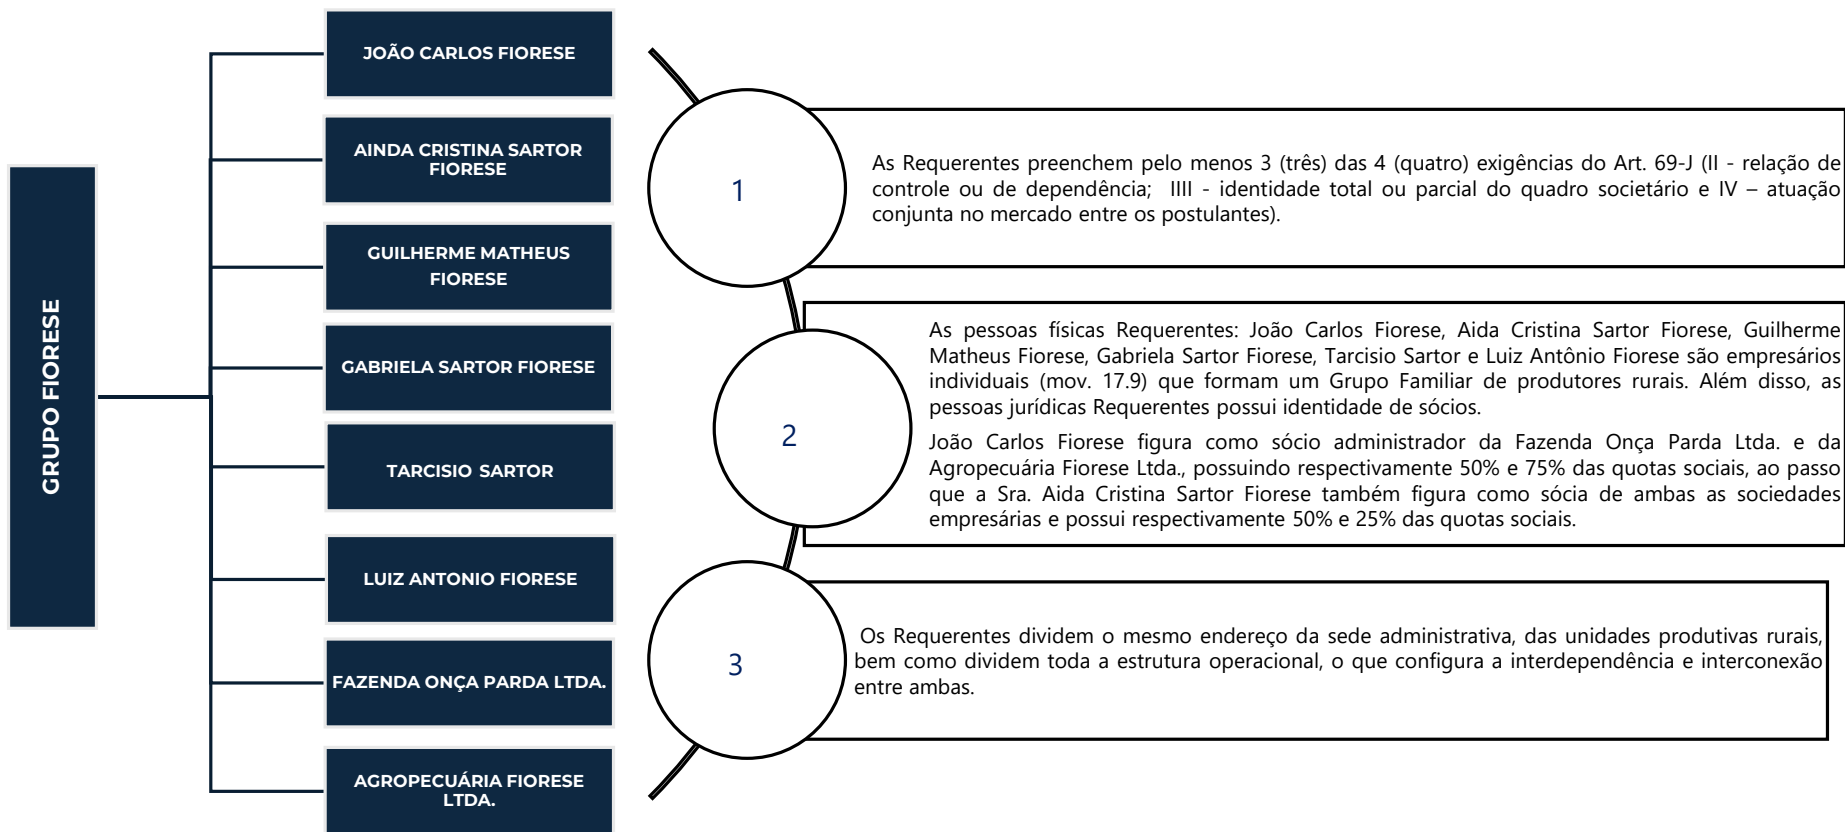 GRUPO FIORESE
JOÃO CARLOS FIORESE
AINDA CRISTINA SARTOR
FIORESE
GUILHERME MATHEUS
FIORESE
GABRIELA SARTOR FIORESE
TARCISIO SARTOR
LUIZ ANTONIO FIORESE
FAZENDA ONÇA PARDA LTDA.
AGROPECUÁRIA FIORESE
LTDA.
1
As Requerentes preenchem pelo menos 3 (três) das 4 (quatro) exigências do Art. 69-J (II - relação de
controle ou de dependência; IIII - identidade total ou parcial do quadro societário e IV – atuação
conjunta no mercado entre os postulantes).
2
As pessoas físicas Requerentes: João Carlos Fiorese, Aida Cristina Sartor Fiorese, Guilherme
Matheus Fiorese, Gabriela Sartor Fiorese, Tarcisio Sartor e Luiz Antônio Fiorese são empresários
individuais (mov. 17.9) que formam um Grupo Familiar de produtores rurais. Além disso, as
pessoas jurídicas Requerentes possui identidade de sócios.
João Carlos Fiorese figura como sócio administrador da Fazenda Onça Parda Ltda. e da
Agropecuária Fiorese Ltda., possuindo respectivamente 50% e 75% das quotas sociais, ao passo
que a Sra. Aida Cristina Sartor Fiorese também figura como sócia de ambas as sociedades
empresárias e possui respectivamente 50% e 25% das quotas sociais.
3
Os Requerentes dividem o mesmo endereço da sede administrativa, das unidades produtivas rurais,
bem como dividem toda a estrutura operacional, o que configura a interdependência e interconexão
entre ambas.